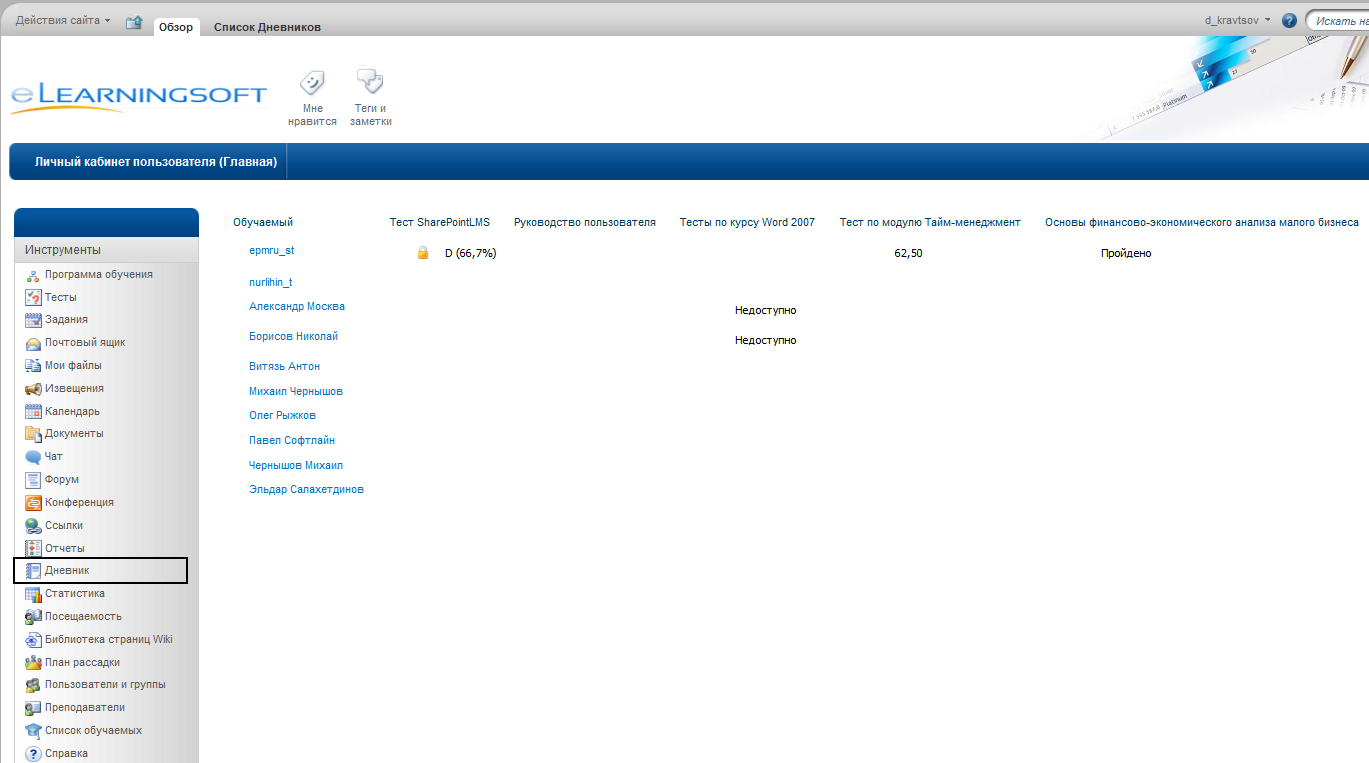 Действия сайта
Обзор
Список Дневников
d_kravtsov
Искать на
eLearningsoft
Мне
нравится
Теги и
заметки
Platinum
Личный кабинет пользователя (Главная)
Инструменты
Программа обучения
Тесты
Задания
Почтовый ящик
Мои файлы
Извещения
Календарь
Документы
Чат
Форум
Конференция
Ссылки
Отчеты
Дневник
Статистика
Посещаемость
Библиотека страниц Wiki
План рассадки
Пользователи и группы
Преподаватели
Список обучаемых
Справка
Обучаемый Тест SharePointLMS Руководство пользователя Тесты по курсу Word 2007 Тест по модулю Тайм-менеджмент Основы финансово-экономического анализа малого бизнеса
epmru_st D (66,7%) 62,50 Пройдено
nurlihin_t
Александр Москва Недоступно
Борисов Николай Недоступно
Витязь Антон
Михаил Чернышов
Олег Рыжков
Павел Софтлайн
Чернышов Михаил
Эльдар Салахетдинов